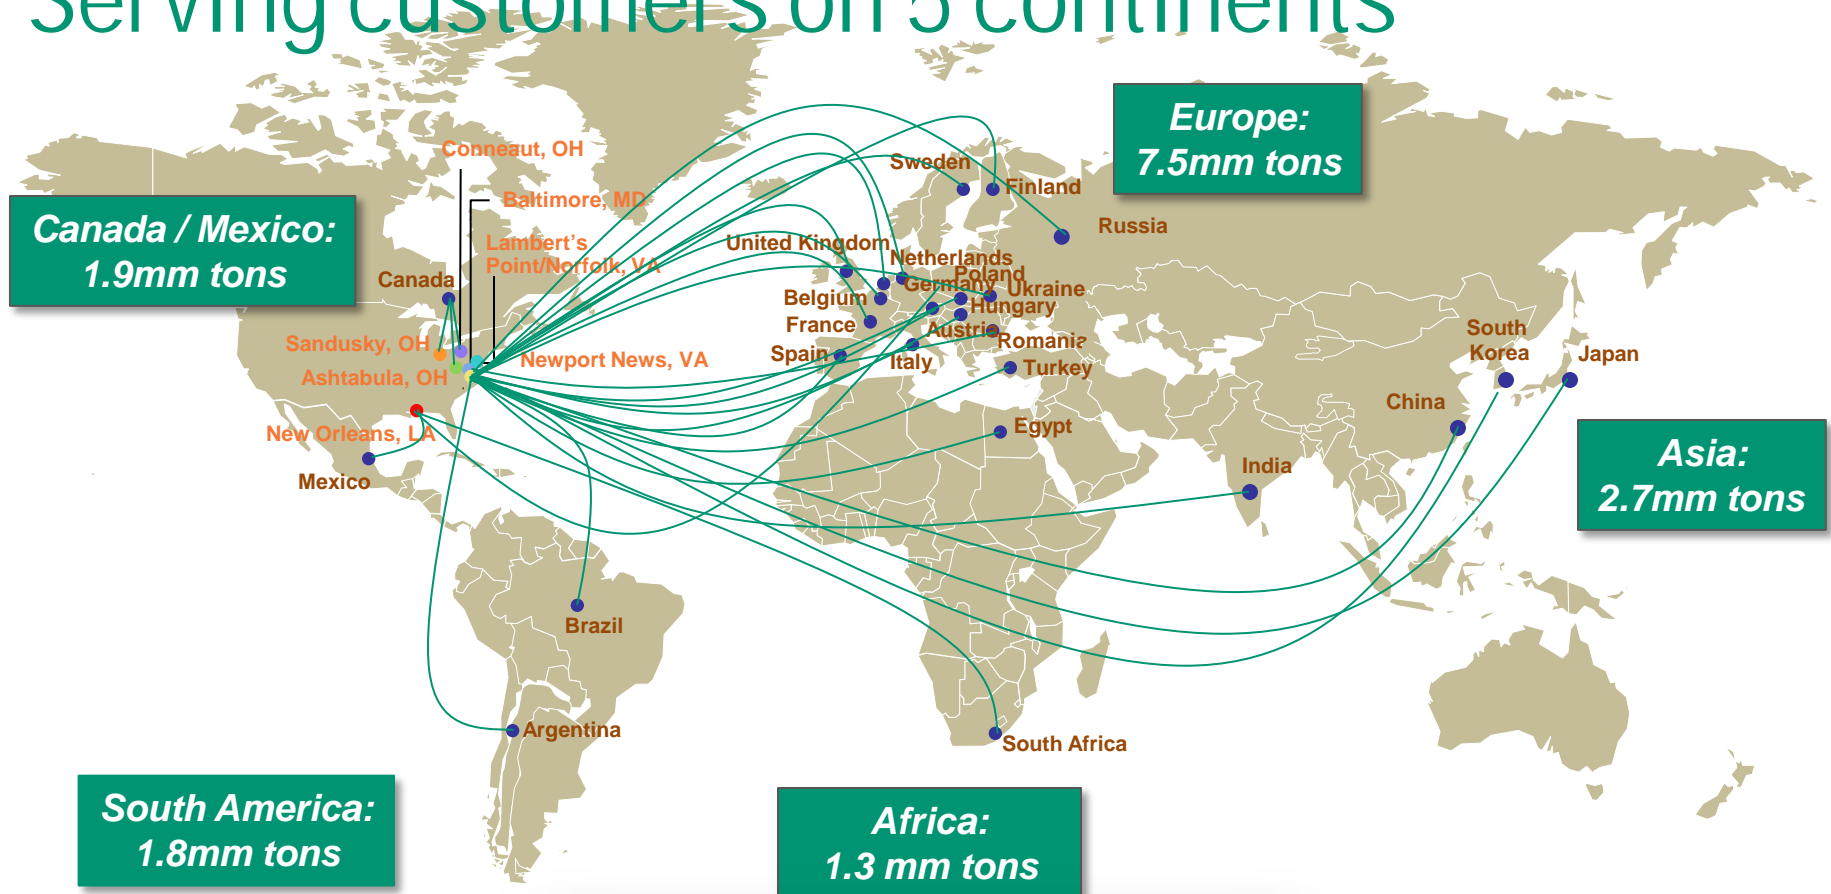 Serving customers on 5 continents
Europe:
7.5mm tons
Conneaut, OH
Sweden
Finland
Baltimore, MD
Canada / Mexico:
1.9mm tons
Russia
Lambert's
Point/Norfolk, VA
United Kingdom
Netherlands
Poland
Canada
Germany
Ukraine
Belgium
Hungary
France
Austria
South
Korea
Sandusky, OH
Romania
Japan
Spain
Italy
Newport News, VA
Turkey
Ashtabula, OH
China
New Orleans, LA
Egypt
Asia:
2.7mm tons
Mexico
India
Brazil
Argentina
South Africa
South America:
1.8mm tons
Africa:
1.3 mm tons